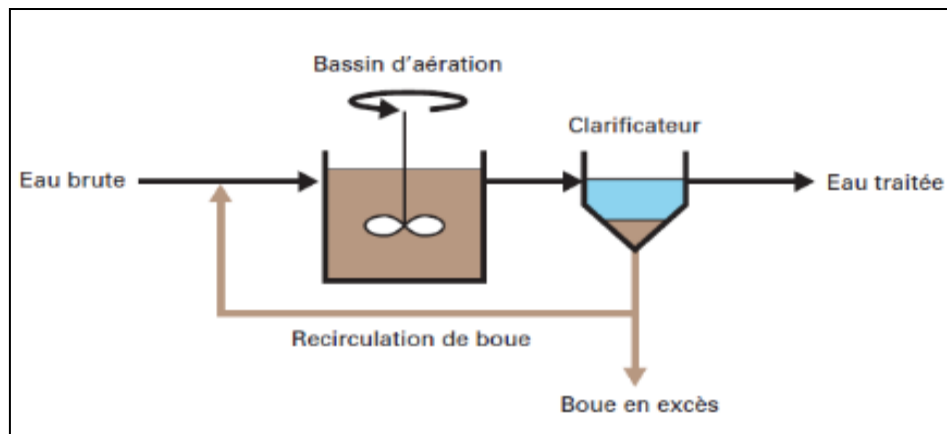 Bassin d'aération
Clarificateur
Eau brute
Eau traitée
Recirculation de boue
Boue en excès